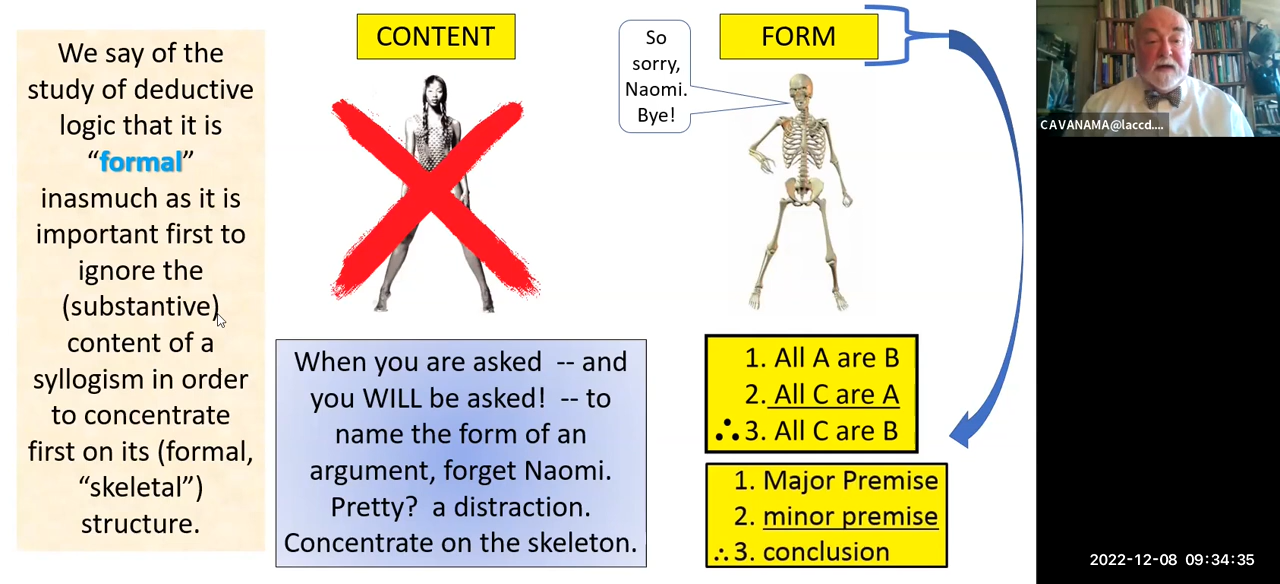 We say of the
study of deductive
logic that it is
“formal”
inasmuch as it is
important first to
ignore the
(substantive)
content of a
syllogism in order
to concentrate
first on its (formal,
“skeletal”)
structure.
CONTENT
When you are asked -- and
you WILL be asked! -- to
name the form of an
argument, forget Naomi.
Pretty? a distraction.
Concentrate on the skeleton.
So
sorry,
Naomi.
Bye!
FORM
1. All A are B
2. All C are A
∴ 3. All C are B
1. Major Premise
2. minor premise
∴ 3. conclusion
CAVANAMA@laccd....
2022-12-08 09:34:35